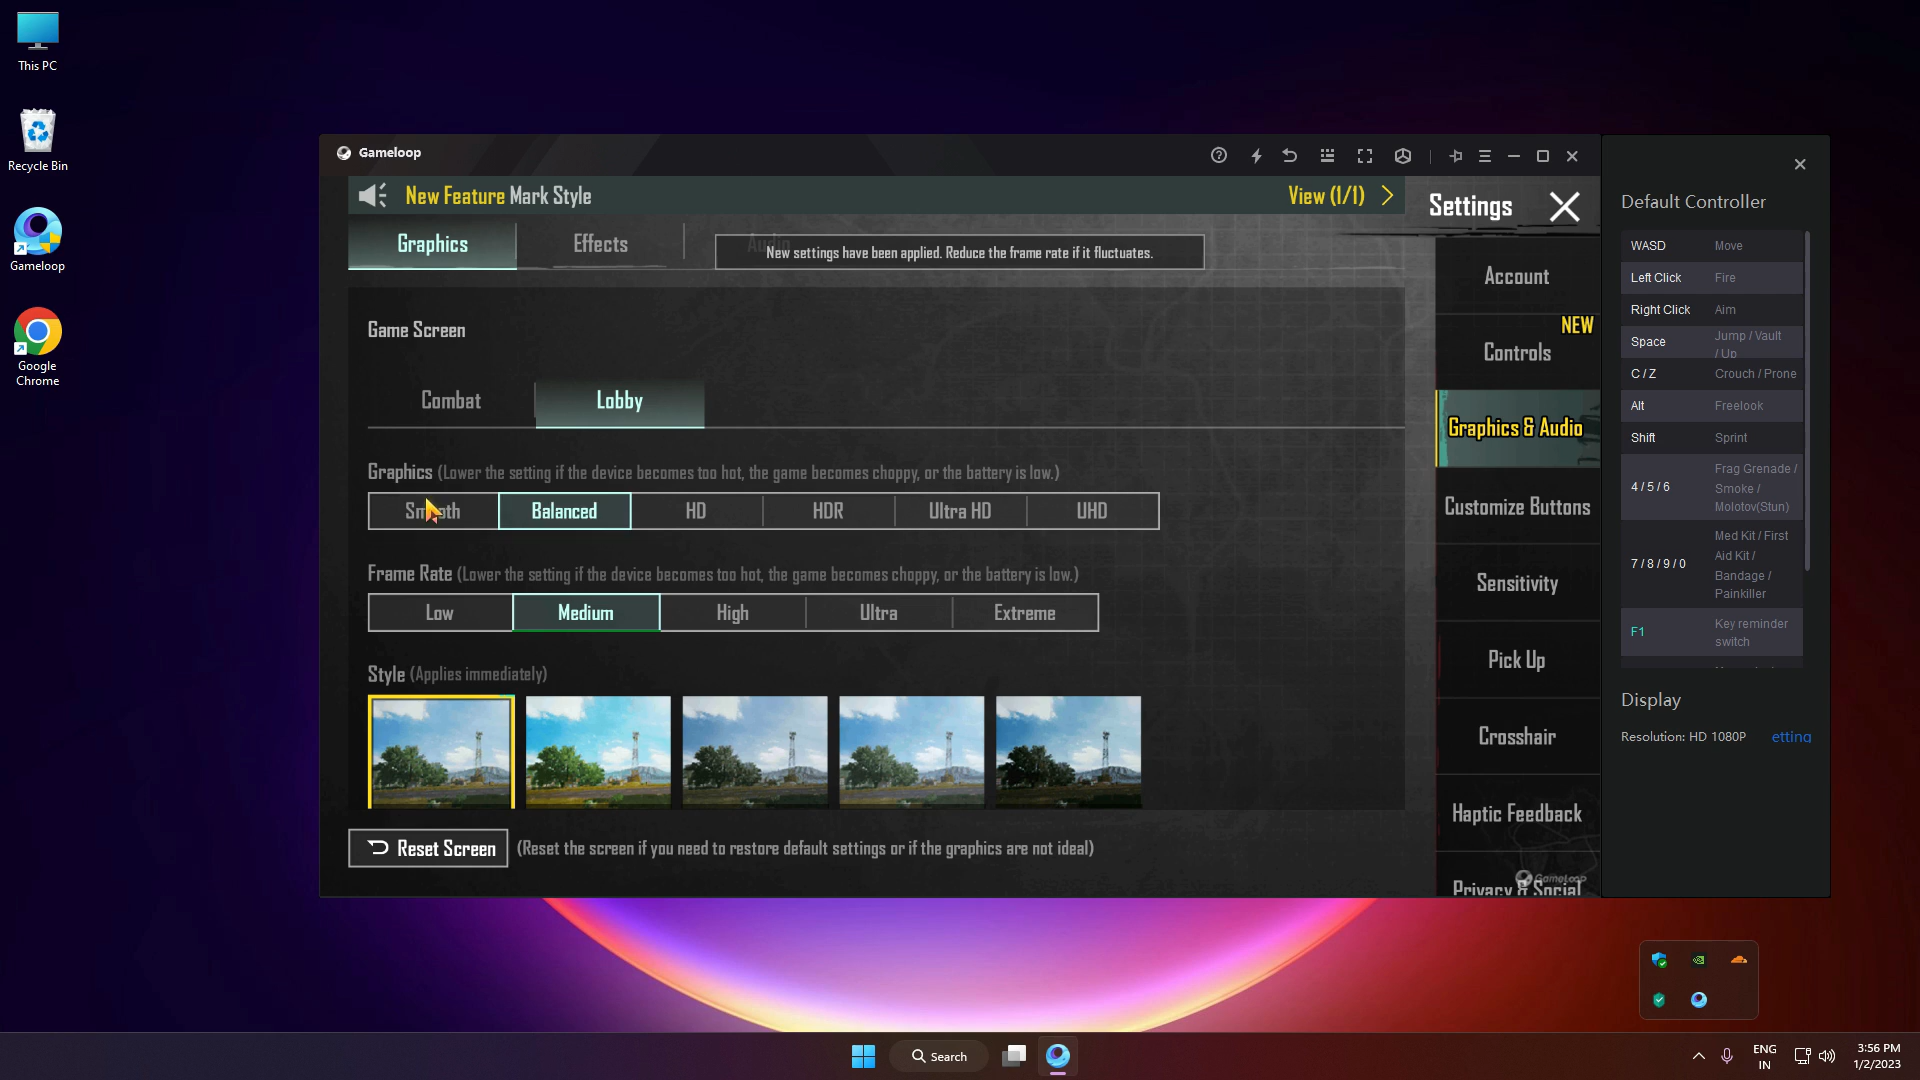 This PC
Recycle Bin
Gameloop
Google
Chrome
Gameloop
New Feature Mark Style
View (1/1)
Settings
Graphics
Effects
Audio
New settings have been applied. Reduce the frame rate if it fluctuates.
Game Screen
Combat
Lobby
Graphics (Lower the setting if the device becomes too hot, the game becomes choppy, or the battery is low.)
Smooth
Balanced
HD
HDR
Ultra HD
UHD
Frame Rate (Lower the setting if the device becomes too hot, the game becomes choppy, or the battery is low.)
Low
Medium
High
Ultra
Extreme
Style (Applies immediately)
Reset Screen
(Reset the screen if you need to restore default settings or if the graphics are not ideal)
Account
NEW
Controls
Graphics & Audio
Customize Buttons
Sensitivity
Pick Up
Crosshair
Haptic Feedback
Privacy & Social
GameLoop
Default Controller
WASD Move
Left Click Fire
Right Click Aim
Space Jump / Vault
/ Up
C / Z Crouch / Prone
Alt Freelook
Shift Sprint
4 / 5 / 6 Frag Grenade /
Smoke /
Molotov(Stun)
7 / 8 / 9 / 0 Med Kit / First
Aid Kit /
Bandage /
Painkiller
F1 Key reminder
switch
Display
Resolution: HD 1080P
etting
Search
ENG
IN
3:56 PM
1/2/2023